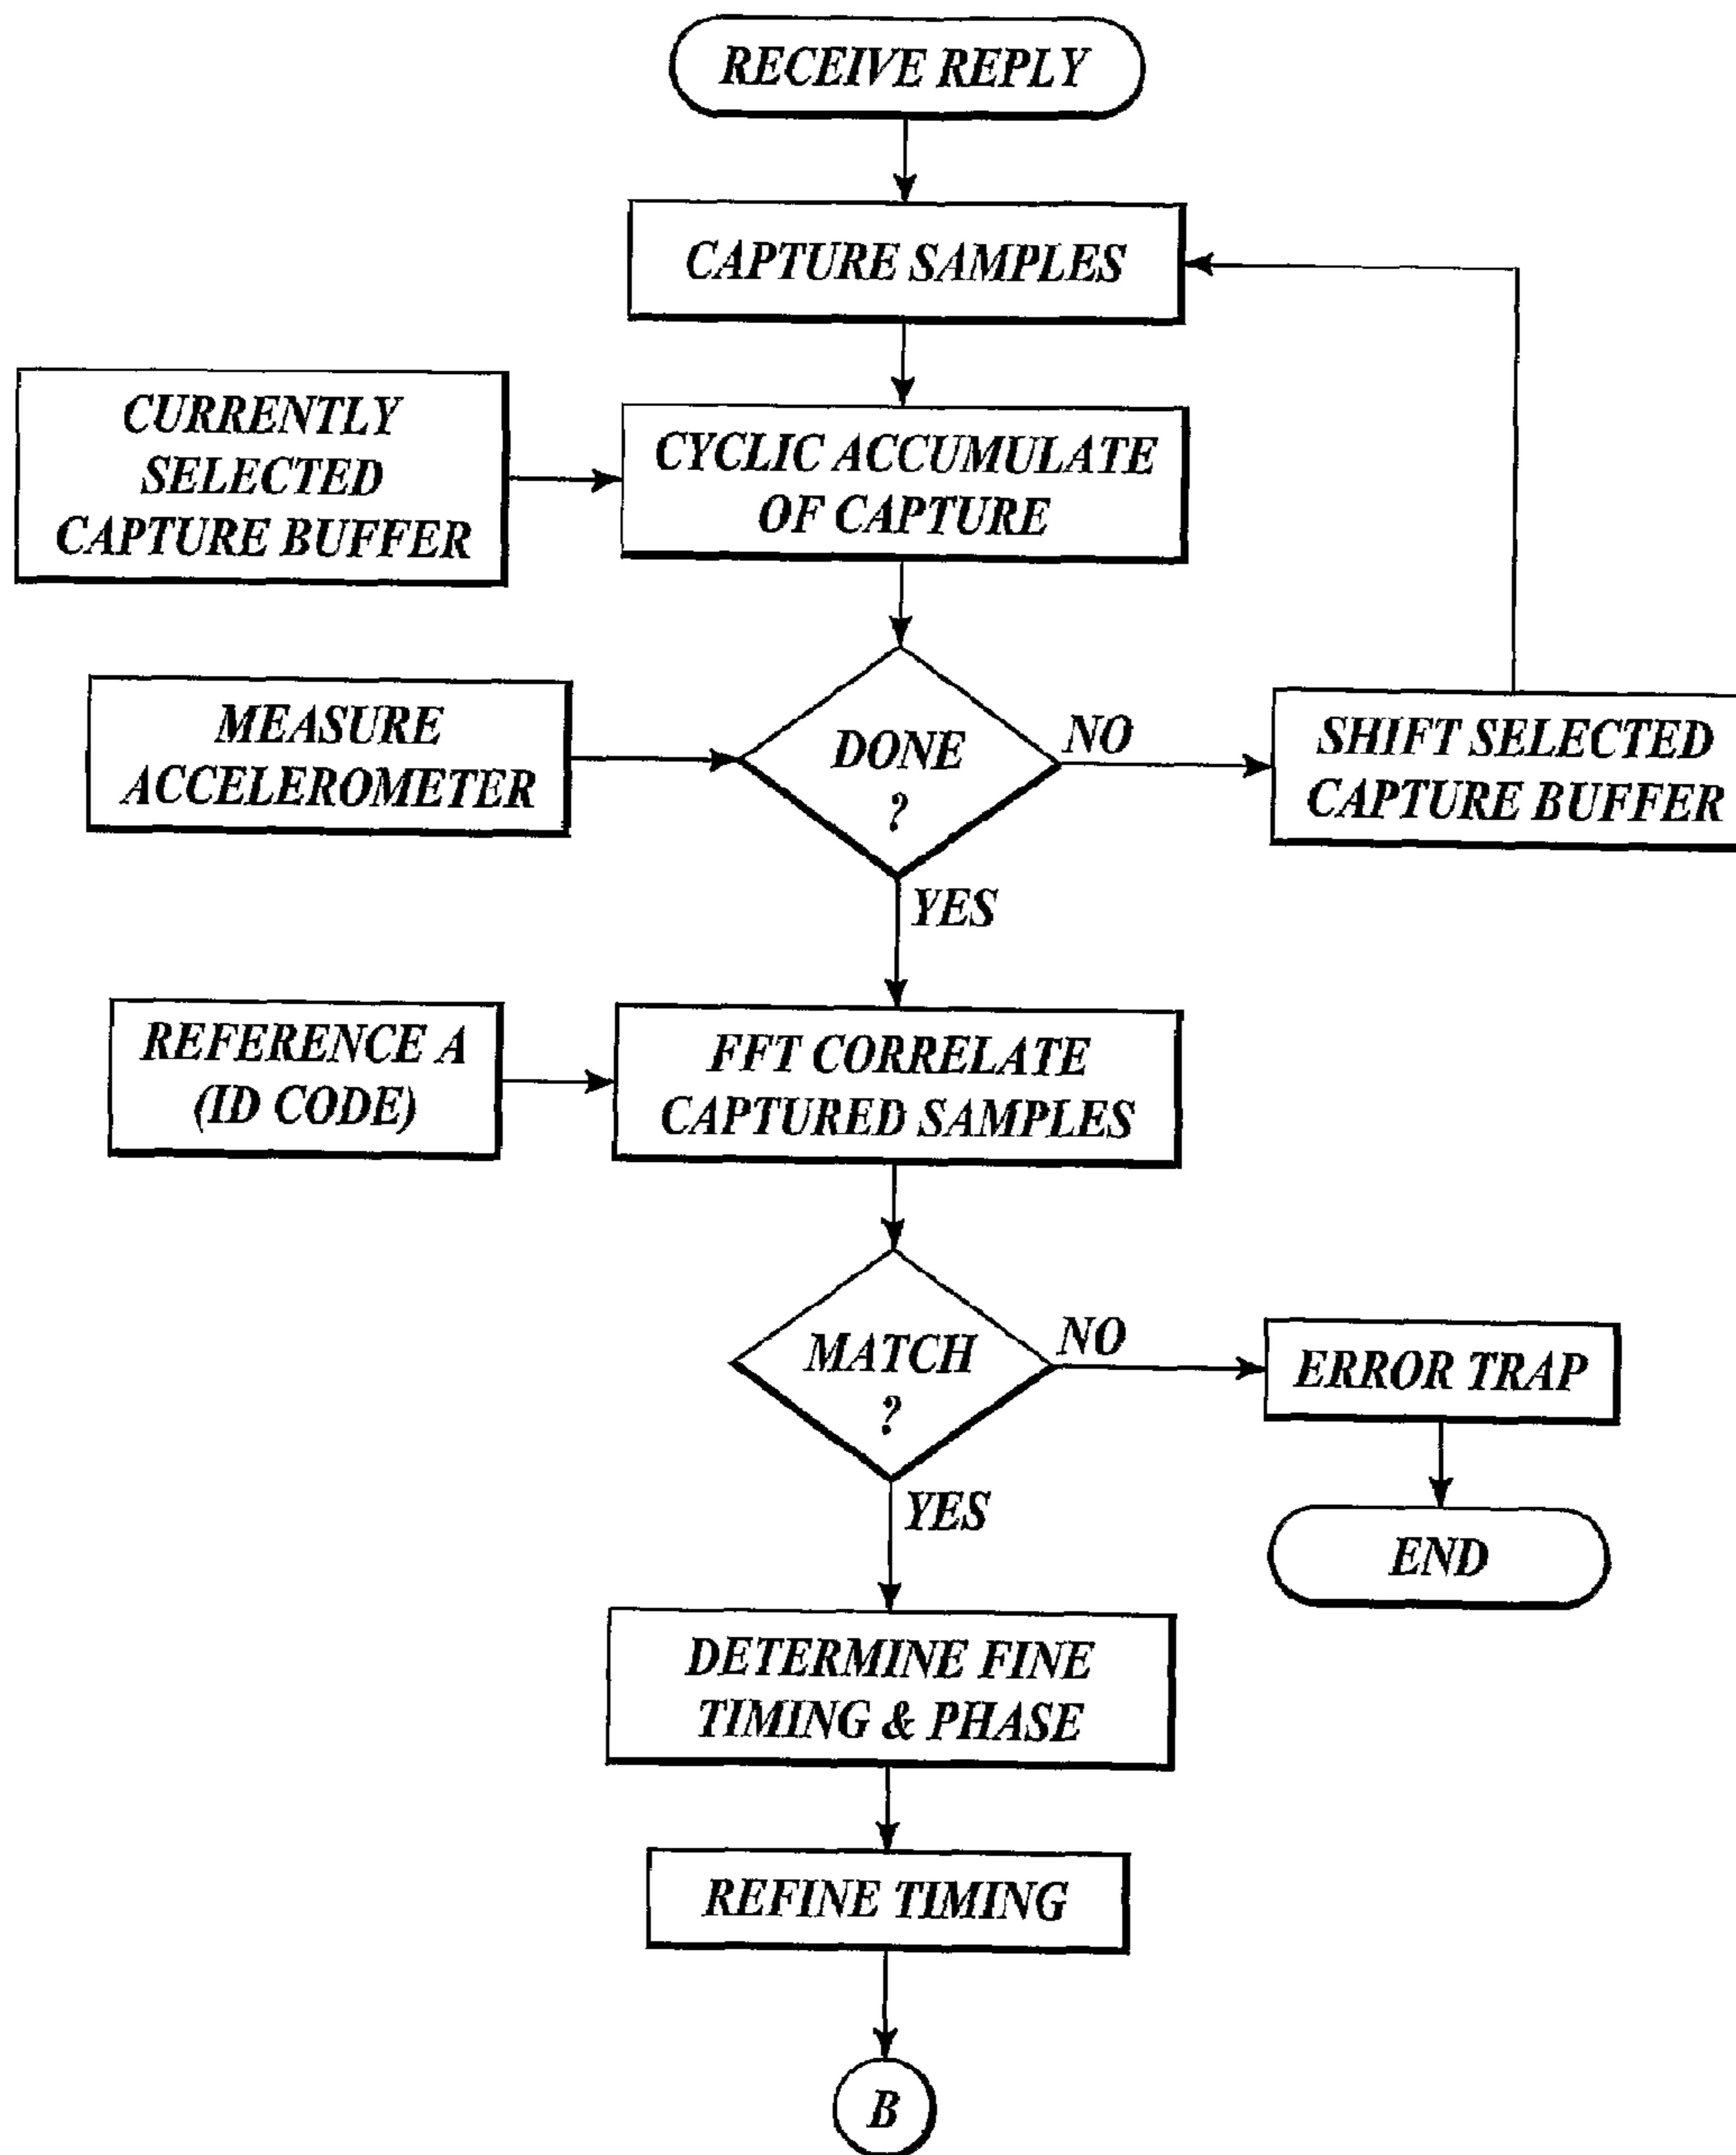 RECEIVE REPLY
CAPTURE SAMPLES
CURRENTLY
SELECTED
CAPTURE BUFFER
CYCLIC ACCUMULATE
OF CAPTURE
MEASURE
ACCELEROMETER
DONE
?
NO
SHIFT SELECTED
CAPTURE BUFFER
YES
REFERENCE A
(ID CODE)
FFT CORRELATE
CAPTURED SAMPLES
MATCH
?
NO
ERROR TRAP
END
YES
DETERMINE FINE
TIMING & PHASE
REFINE TIMING
B